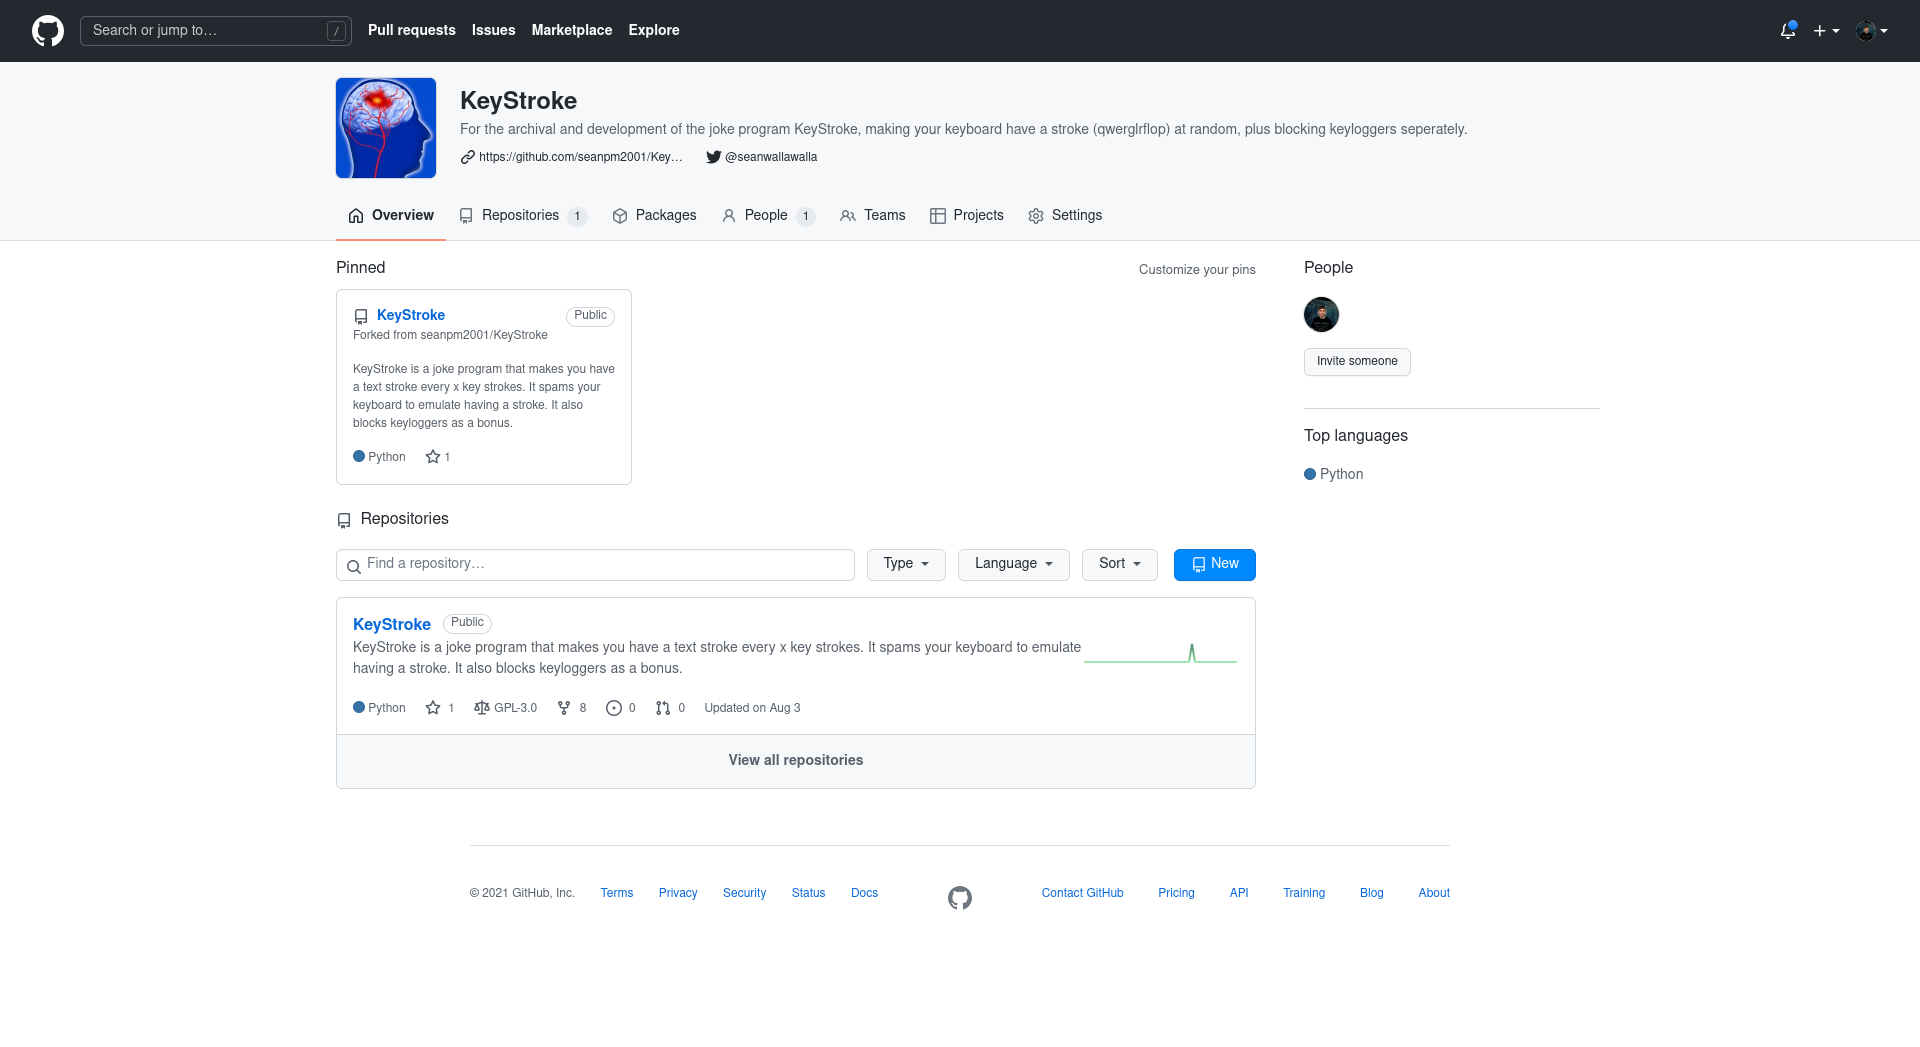 Search or jump to…
/
Pull requests
Issues
Marketplace
Explore
KeyStroke
For the archival and development of the joke program KeyStroke, making your keyboard have a stroke (qwerglrflop) at random, plus blocking keyloggers seperately.
https://github.com/seanpm2001/Key…
@seanwallawalla
Overview
Repositories 1
Packages
People 1
Teams
Projects
Settings
Pinned
Customize your pins
KeyStroke
Public
Forked from seanpm2001/KeyStroke
KeyStroke is a joke program that makes you have
a text stroke every x key strokes. It spams your
keyboard to emulate having a stroke. It also
blocks keyloggers as a bonus.
Python
1
People
Invite someone
Top languages
Python
Repositories
Find a repository…
Type
Language
Sort
New
KeyStroke
Public
KeyStroke is a joke program that makes you have a text stroke every x key strokes. It spams your keyboard to emulate
having a stroke. It also blocks keyloggers as a bonus.
Python
1
GPL-3.0
8
0
0
Updated on Aug 3
View all repositories
© 2021 GitHub, Inc.
Terms
Privacy
Security
Status
Docs
Contact GitHub
Pricing
API
Training
Blog
About